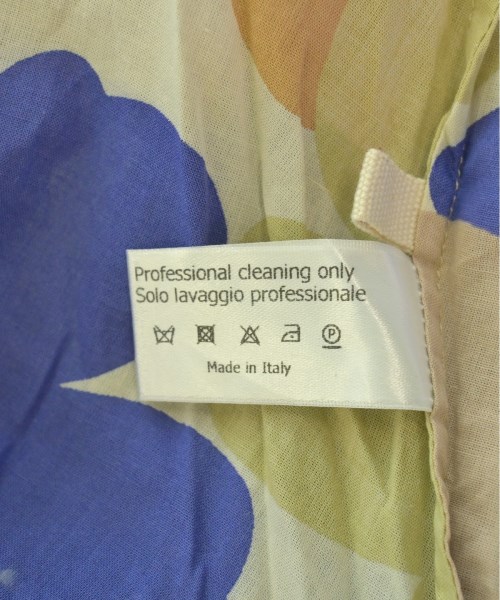 Professional cleaning only
Solo lavaggio professionale
P
Made in Italy